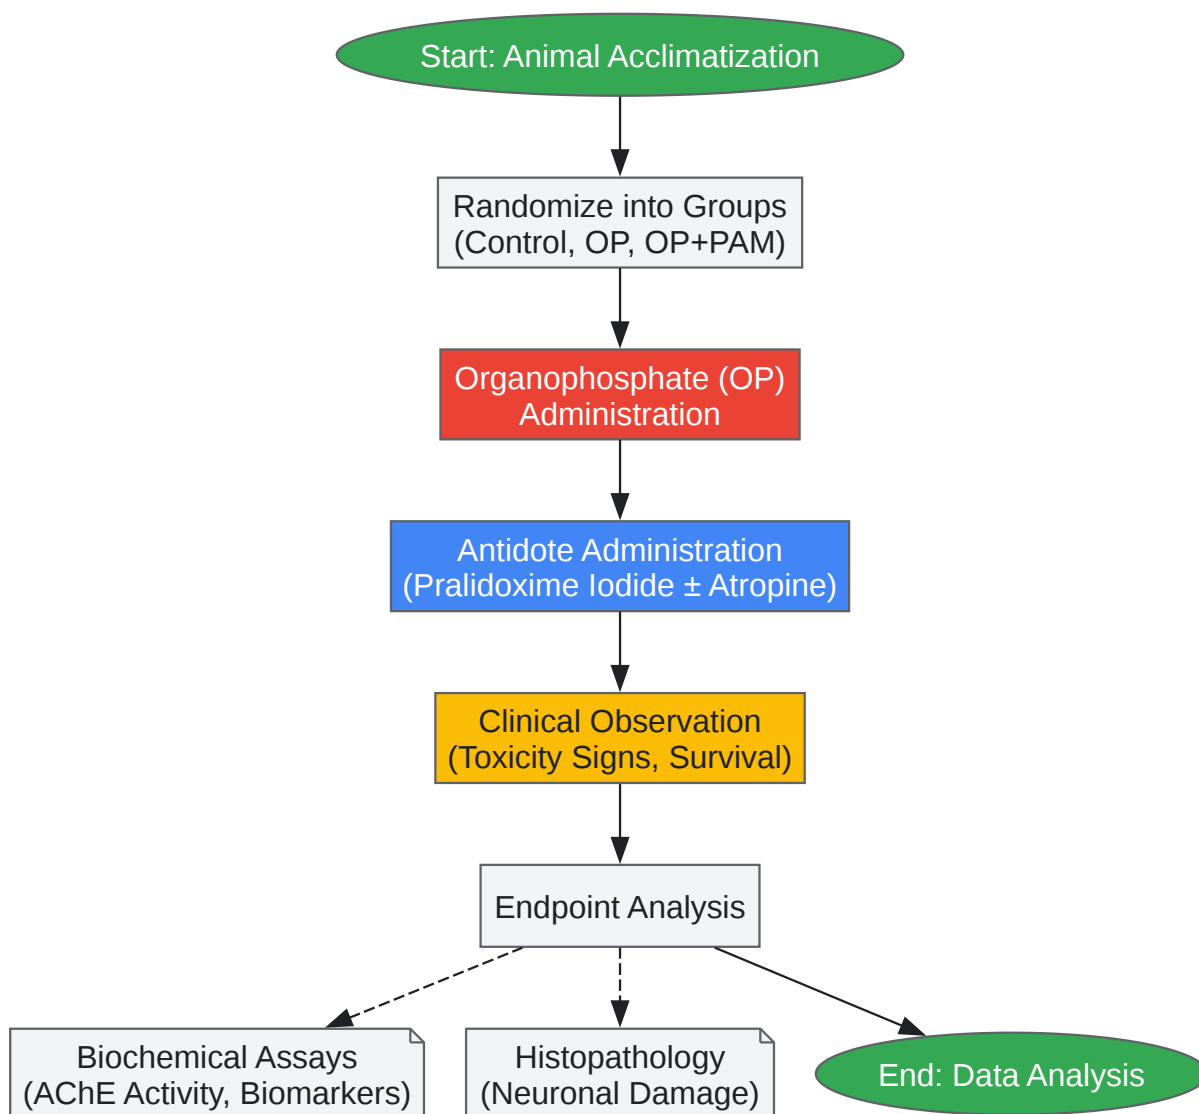 Start: Animal Acclimatization
Randomize into Groups
(Control, OP, OP+PAM)
Organophosphate (OP)
Administration
Antidote Administration
(Pralidoxime Iodide ± Atropine)
Clinical Observation
(Toxicity Signs, Survival)
Endpoint Analysis
Biochemical Assays
(AChE Activity, Biomarkers)
Histopathology
(Neuronal Damage)
End: Data Analysis